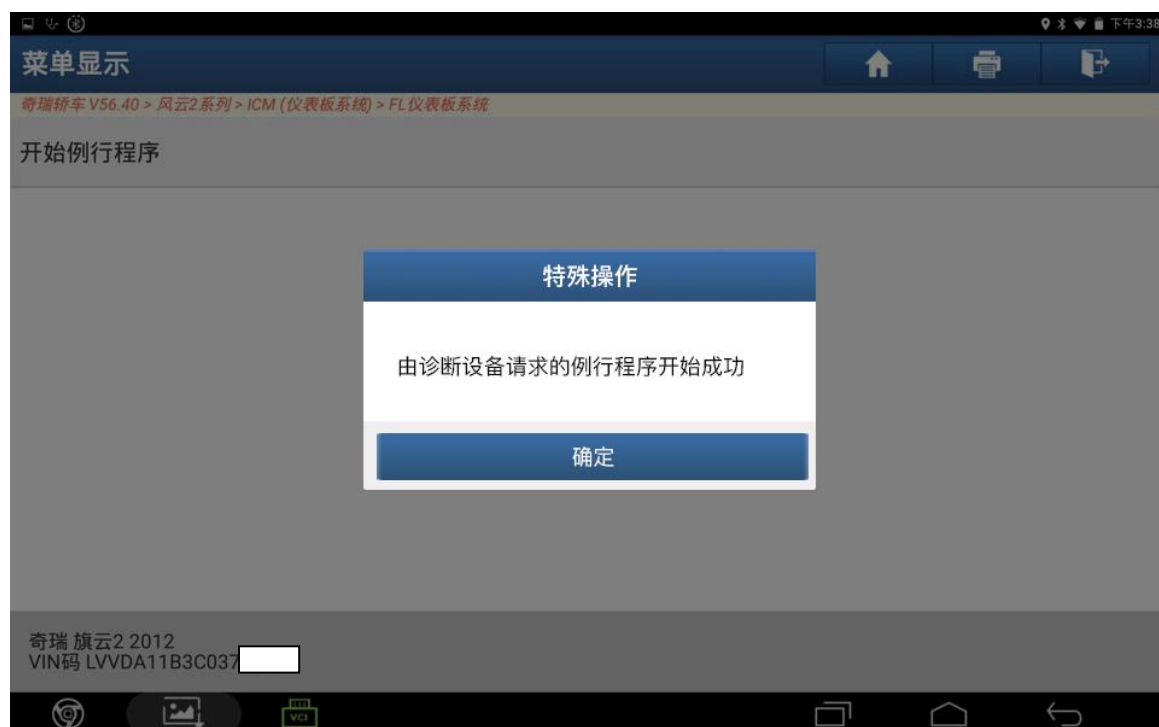 下午3:38
菜单显示
奇瑞轿车 V56.40 > 风云2系列 > ICM (仪表板系统) > FL仪表板系统
开始例行程序
特殊操作
由诊断设备请求的例行程序开始成功
确定
奇瑞 旗云2 2012
VIN码 LVVDA11B3C037
VCI